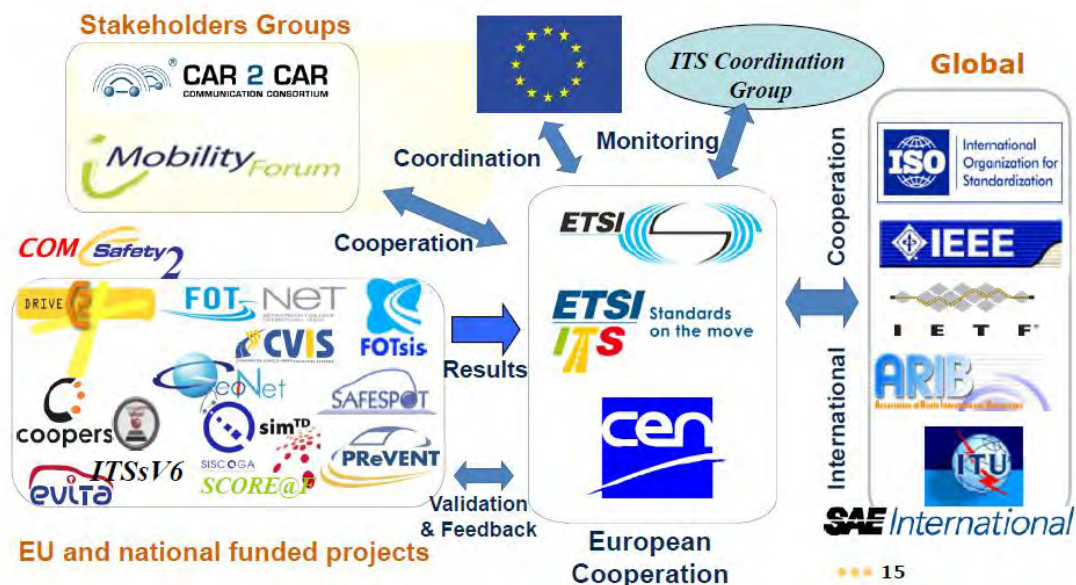 Stakeholders Groups
CAR 2 CAR
COMMUNICATION CONSORTIUM
®
iMobility Forum
ITS Coordination
Group
Global
Coordination
Monitoring
Cooperation
Cooperation
International
ISO
International
Organization for
Standardization
IEEE
IETF®
ARIB
ITU
SAE International
ETSI
ETSI
ITS
Standards
on the move
cen
European
Cooperation
COM Safety 2
DRIVE C2X
FOT NET
CVIS
FOTsis
GeoNet
SAFESPOT
coopers
ITSsV6
SISCOGA
simTD
SCORE@F
PReVENT
evita
Results
Validation
& Feedback
EU and national funded projects
15